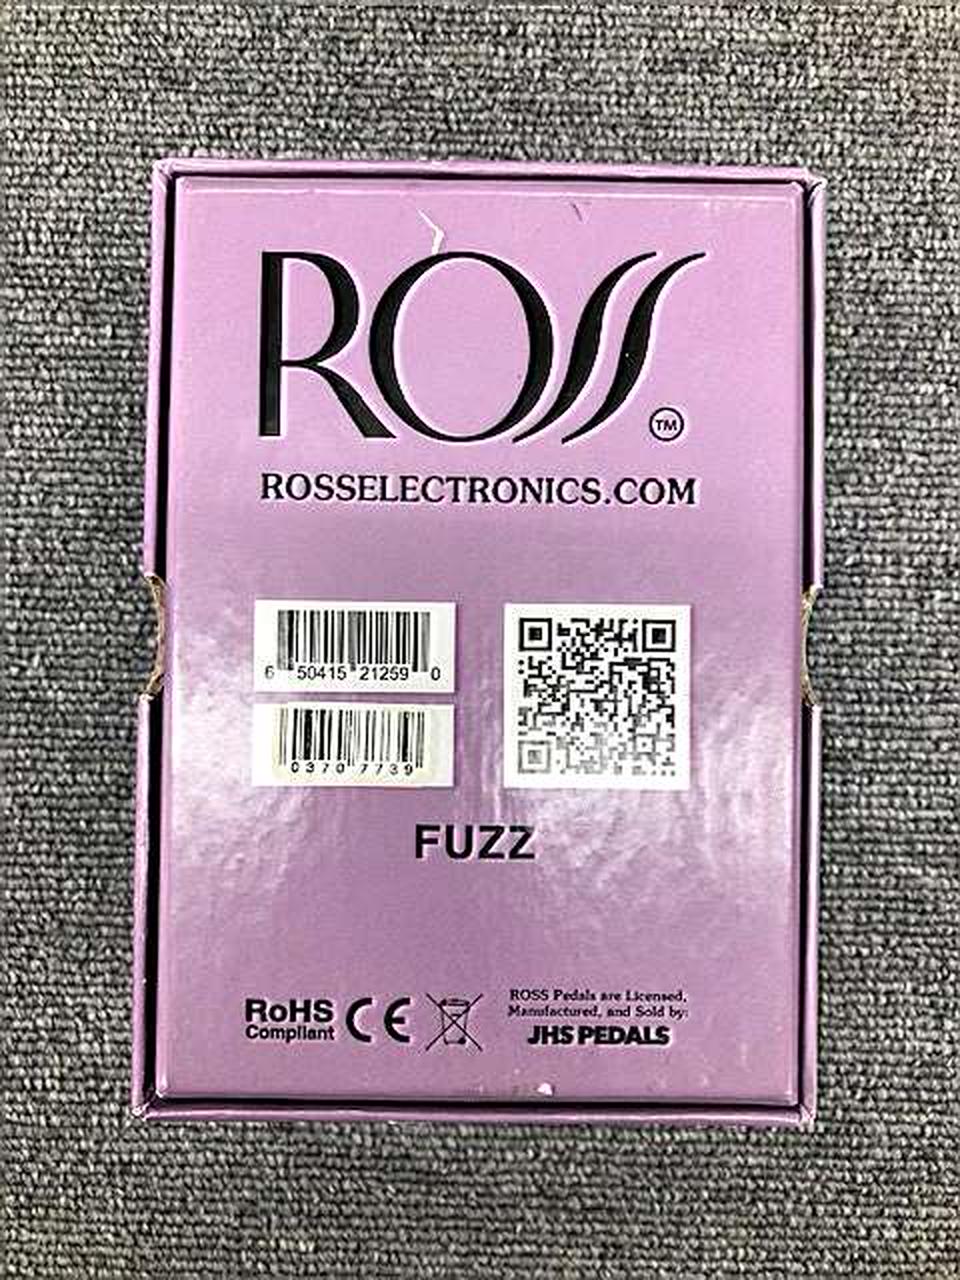 ROSS ™
ROSSELECTRONICS.COM
6 50415 21259 0
0370 7739
FUZZ
RoHS
Compliant
CE
ROSS Pedals are Licensed,
Manufactured, and Sold by:
JHS PEDALS